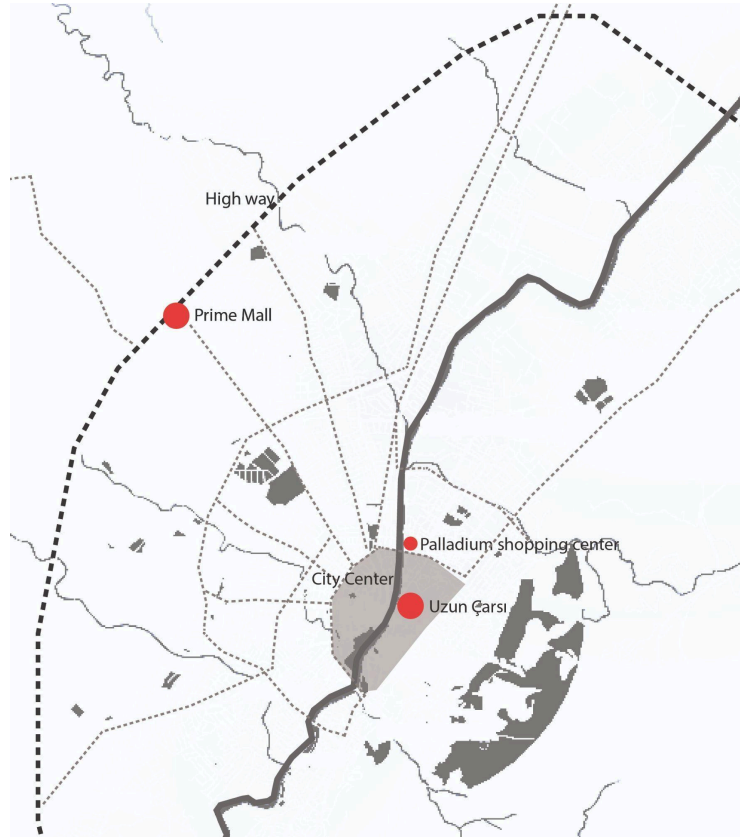 High way
Prime Mall
Palladium shopping center
City Center
Uzun Çarsı